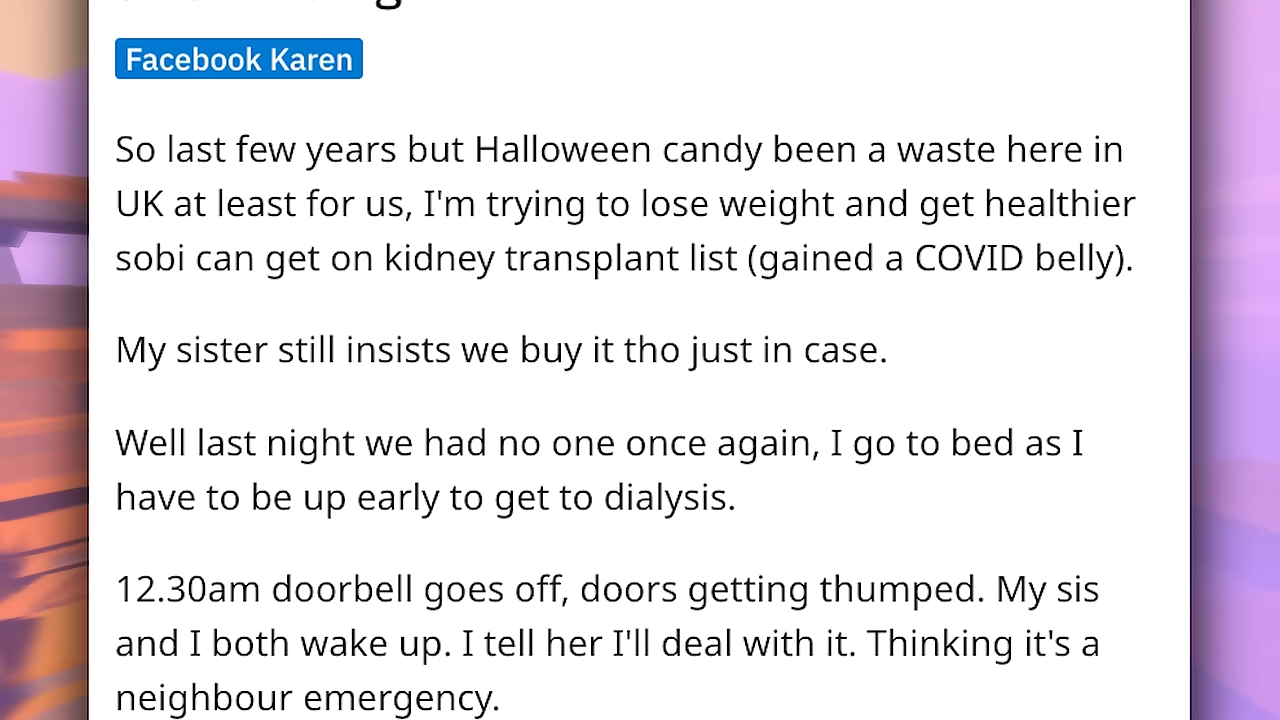 Facebook Karen
So last few years but Halloween candy been a waste here in
UK at least for us, I'm trying to lose weight and get healthier
sobi can get on kidney transplant list (gained a COVID belly).
My sister still insists we buy it tho just in case.
Well last night we had no one once again, I go to bed as I
have to be up early to get to dialysis.
12.30am doorbell goes off, doors getting thumped. My sis
and I both wake up. I tell her I'll deal with it. Thinking it's a
neighbour emergency.